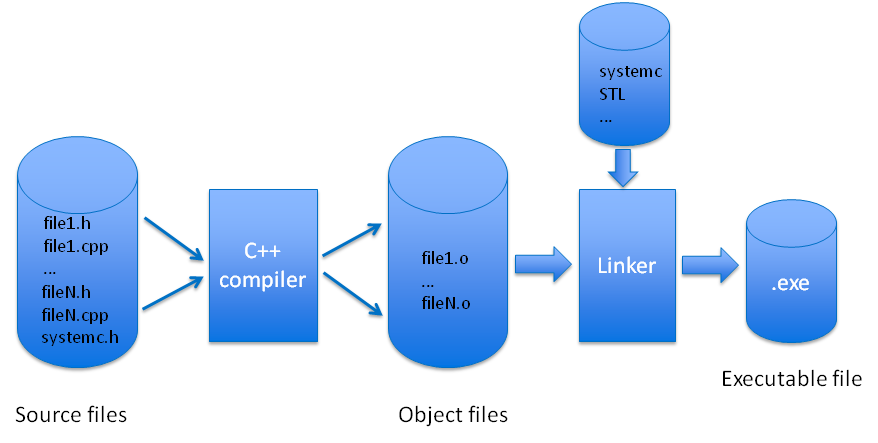 systemc
STL
...
file1.h
file1.cpp
...
fileN.h
fileN.cpp
systemc.h
C++
compiler
file1.o
...
fileN.o
Linker
.exe
Source files
Object files
Executable file